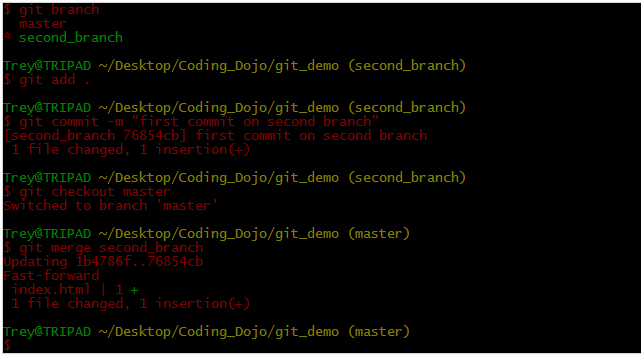 $ git branch
  master
* second_branch

Trey@TRIPAD ~/Desktop/Coding_Dojo/git_demo (second_branch)
$ git add .

Trey@TRIPAD ~/Desktop/Coding_Dojo/git_demo (second_branch)
$ git commit -m "first commit on second branch"
[second_branch 76854cb] first commit on second branch
 1 file changed, 1 insertion(+)

Trey@TRIPAD ~/Desktop/Coding_Dojo/git_demo (second_branch)
$ git checkout master
Switched to branch 'master'

Trey@TRIPAD ~/Desktop/Coding_Dojo/git_demo (master)
$ git merge second_branch
Updating 1b4786f..76854cb
Fast-forward
 index.html | 1 +
 1 file changed, 1 insertion(+)

Trey@TRIPAD ~/Desktop/Coding_Dojo/git_demo (master)
$